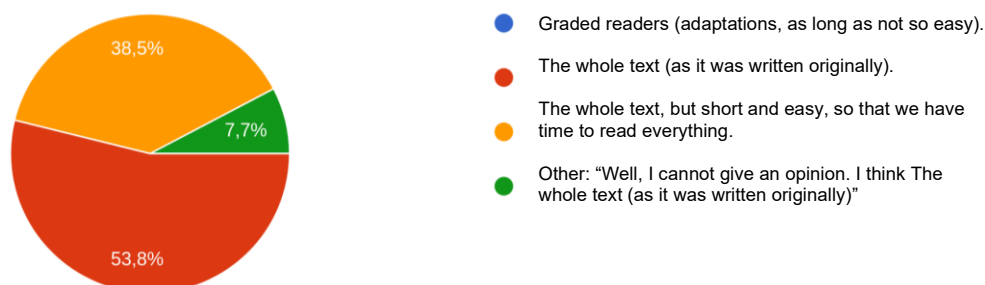 38,5%
7,7%
53,8%
Graded readers (adaptations, as long as not so easy).
The whole text (as it was written originally).
The whole text, but short and easy, so that we have
time to read everything.
Other: “Well, I cannot give an opinion. I think The
whole text (as it was written originally)”